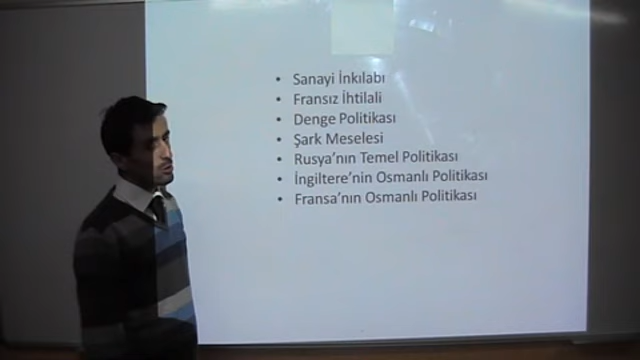 • Sanayi İnkılabı
• Fransız İhtilali
• Denge Politikası
• Şark Meselesi
• Rusya'nın Temel Politikası
• İngiltere'nin Osmanlı Politikası
• Fransa'nın Osmanlı Politikası